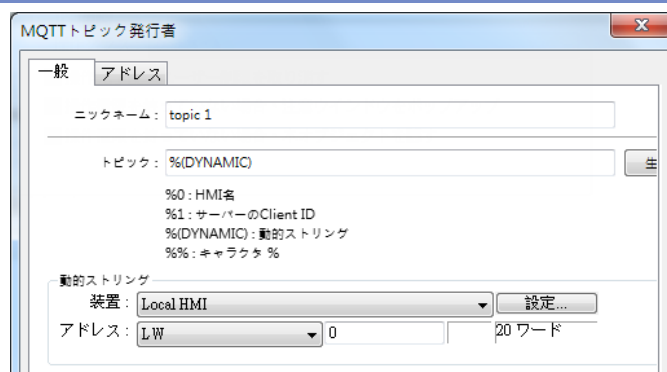 MQTTトピック発行者
一般 アドレス
ニックネーム : topic 1
トピック : %(DYNAMIC) 生
%0 : HMI名
%1 : サーバーのClient ID
%(DYNAMIC) : 動的ストリング
%% : キャラクタ %
動的ストリング
装置 : Local HMI 設定...
アドレス : LW 0 20 ワード